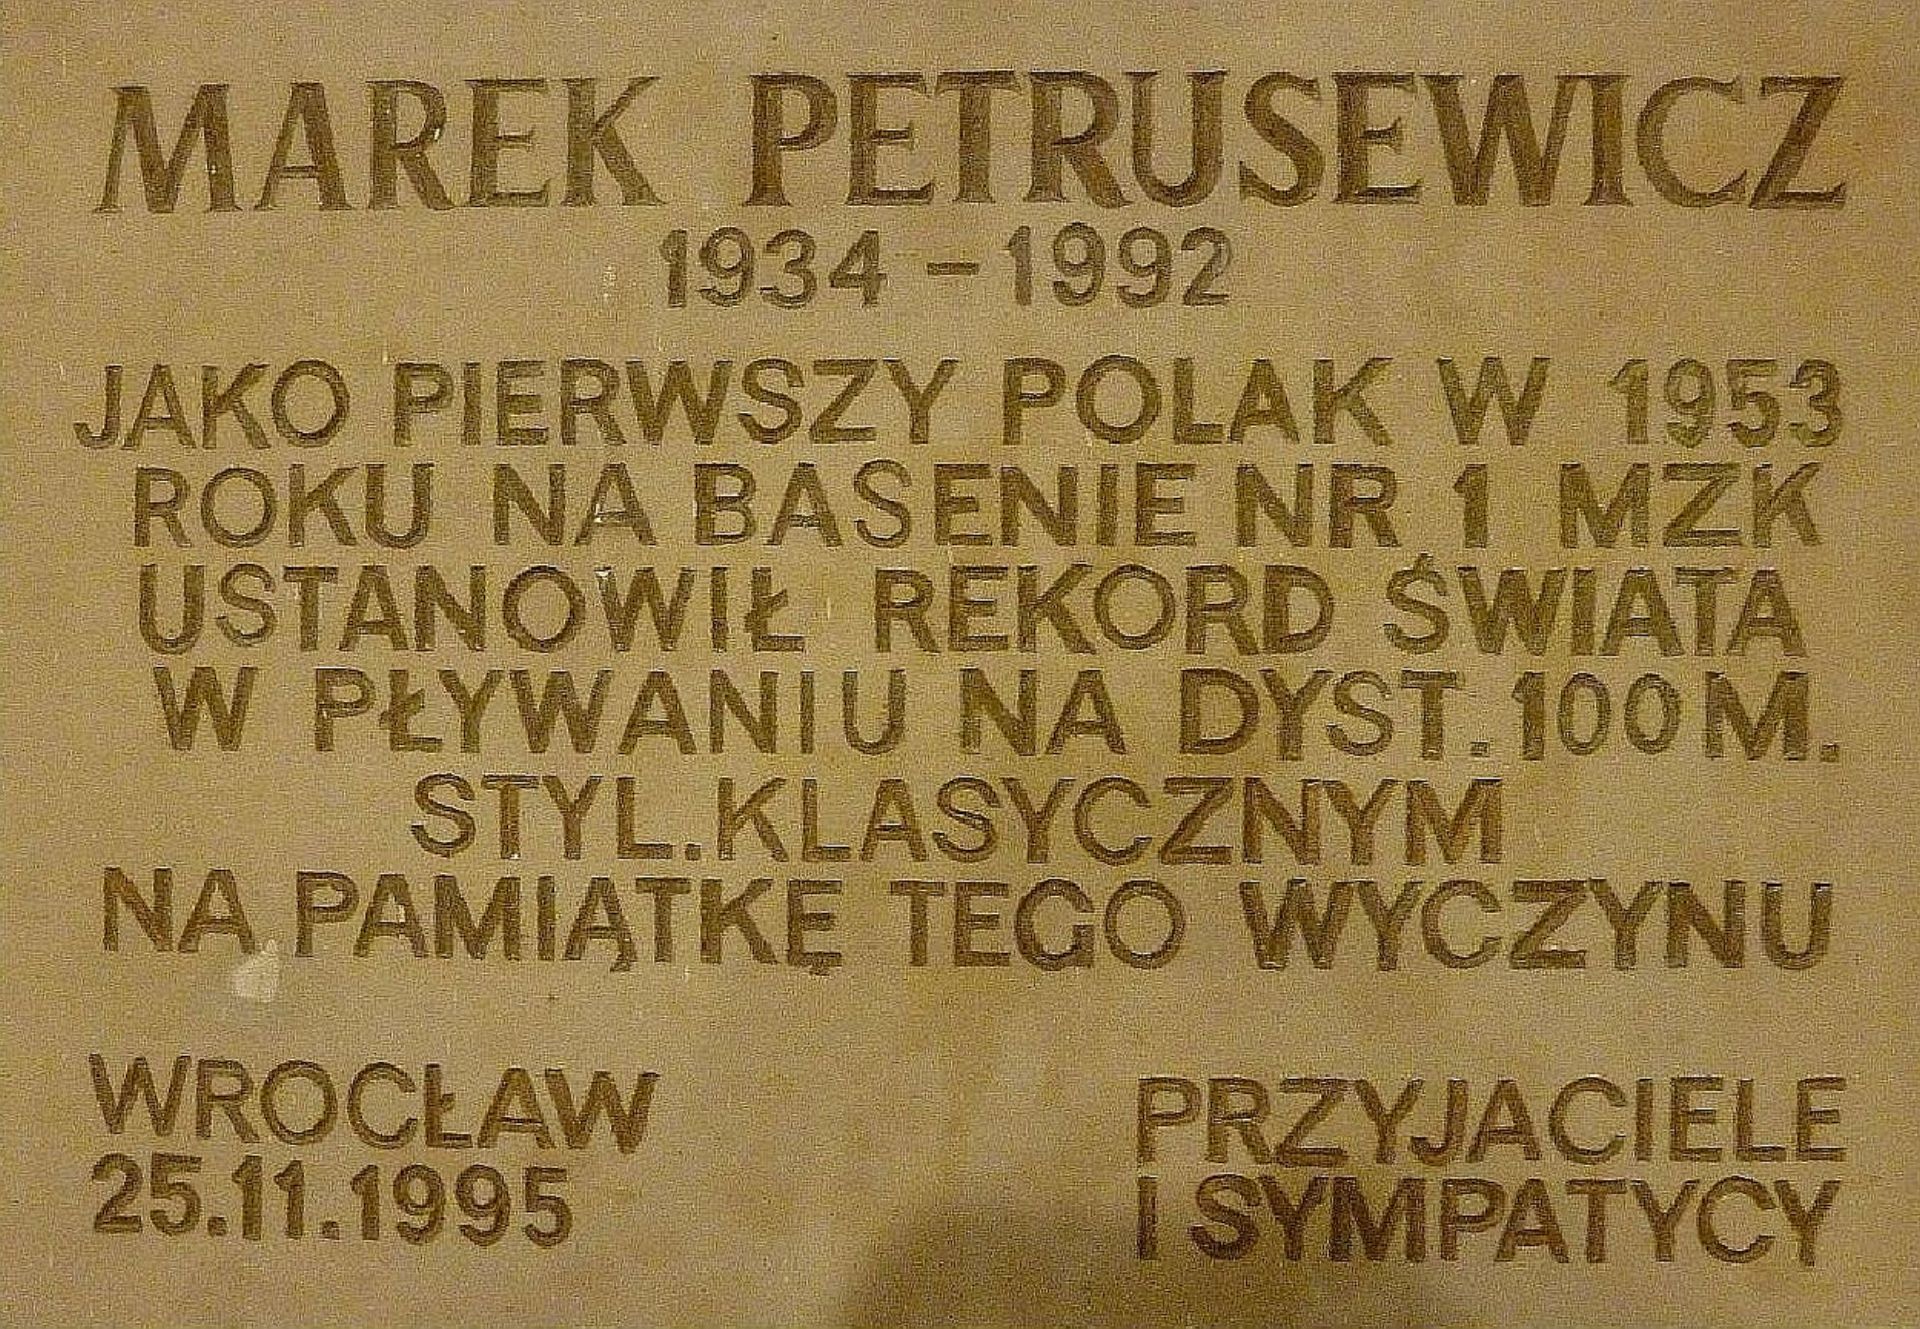 MAREK PETRUSEWICZ
1934 – 1992
JAKO PIERWSZY POLAK W 1953
ROKU NA BASENIE NR 1 MZK
USTANOWIŁ REKORD ŚWIATA
W PŁYWANIU NA DYST. 100 M.
STYL. KLASYCZNYM
NA PAMIĄTKĘ TEGO WYCZYNU
WROCŁAW
25.11.1995
PRZYJACIELE
I SYMPATYCY